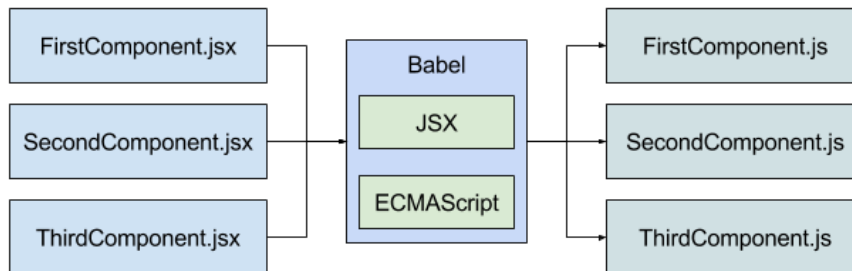 FirstComponent.jsx
SecondComponent.jsx
ThirdComponent.jsx
Babel
JSX
ECMAScript
FirstComponent.js
SecondComponent.js
ThirdComponent.js